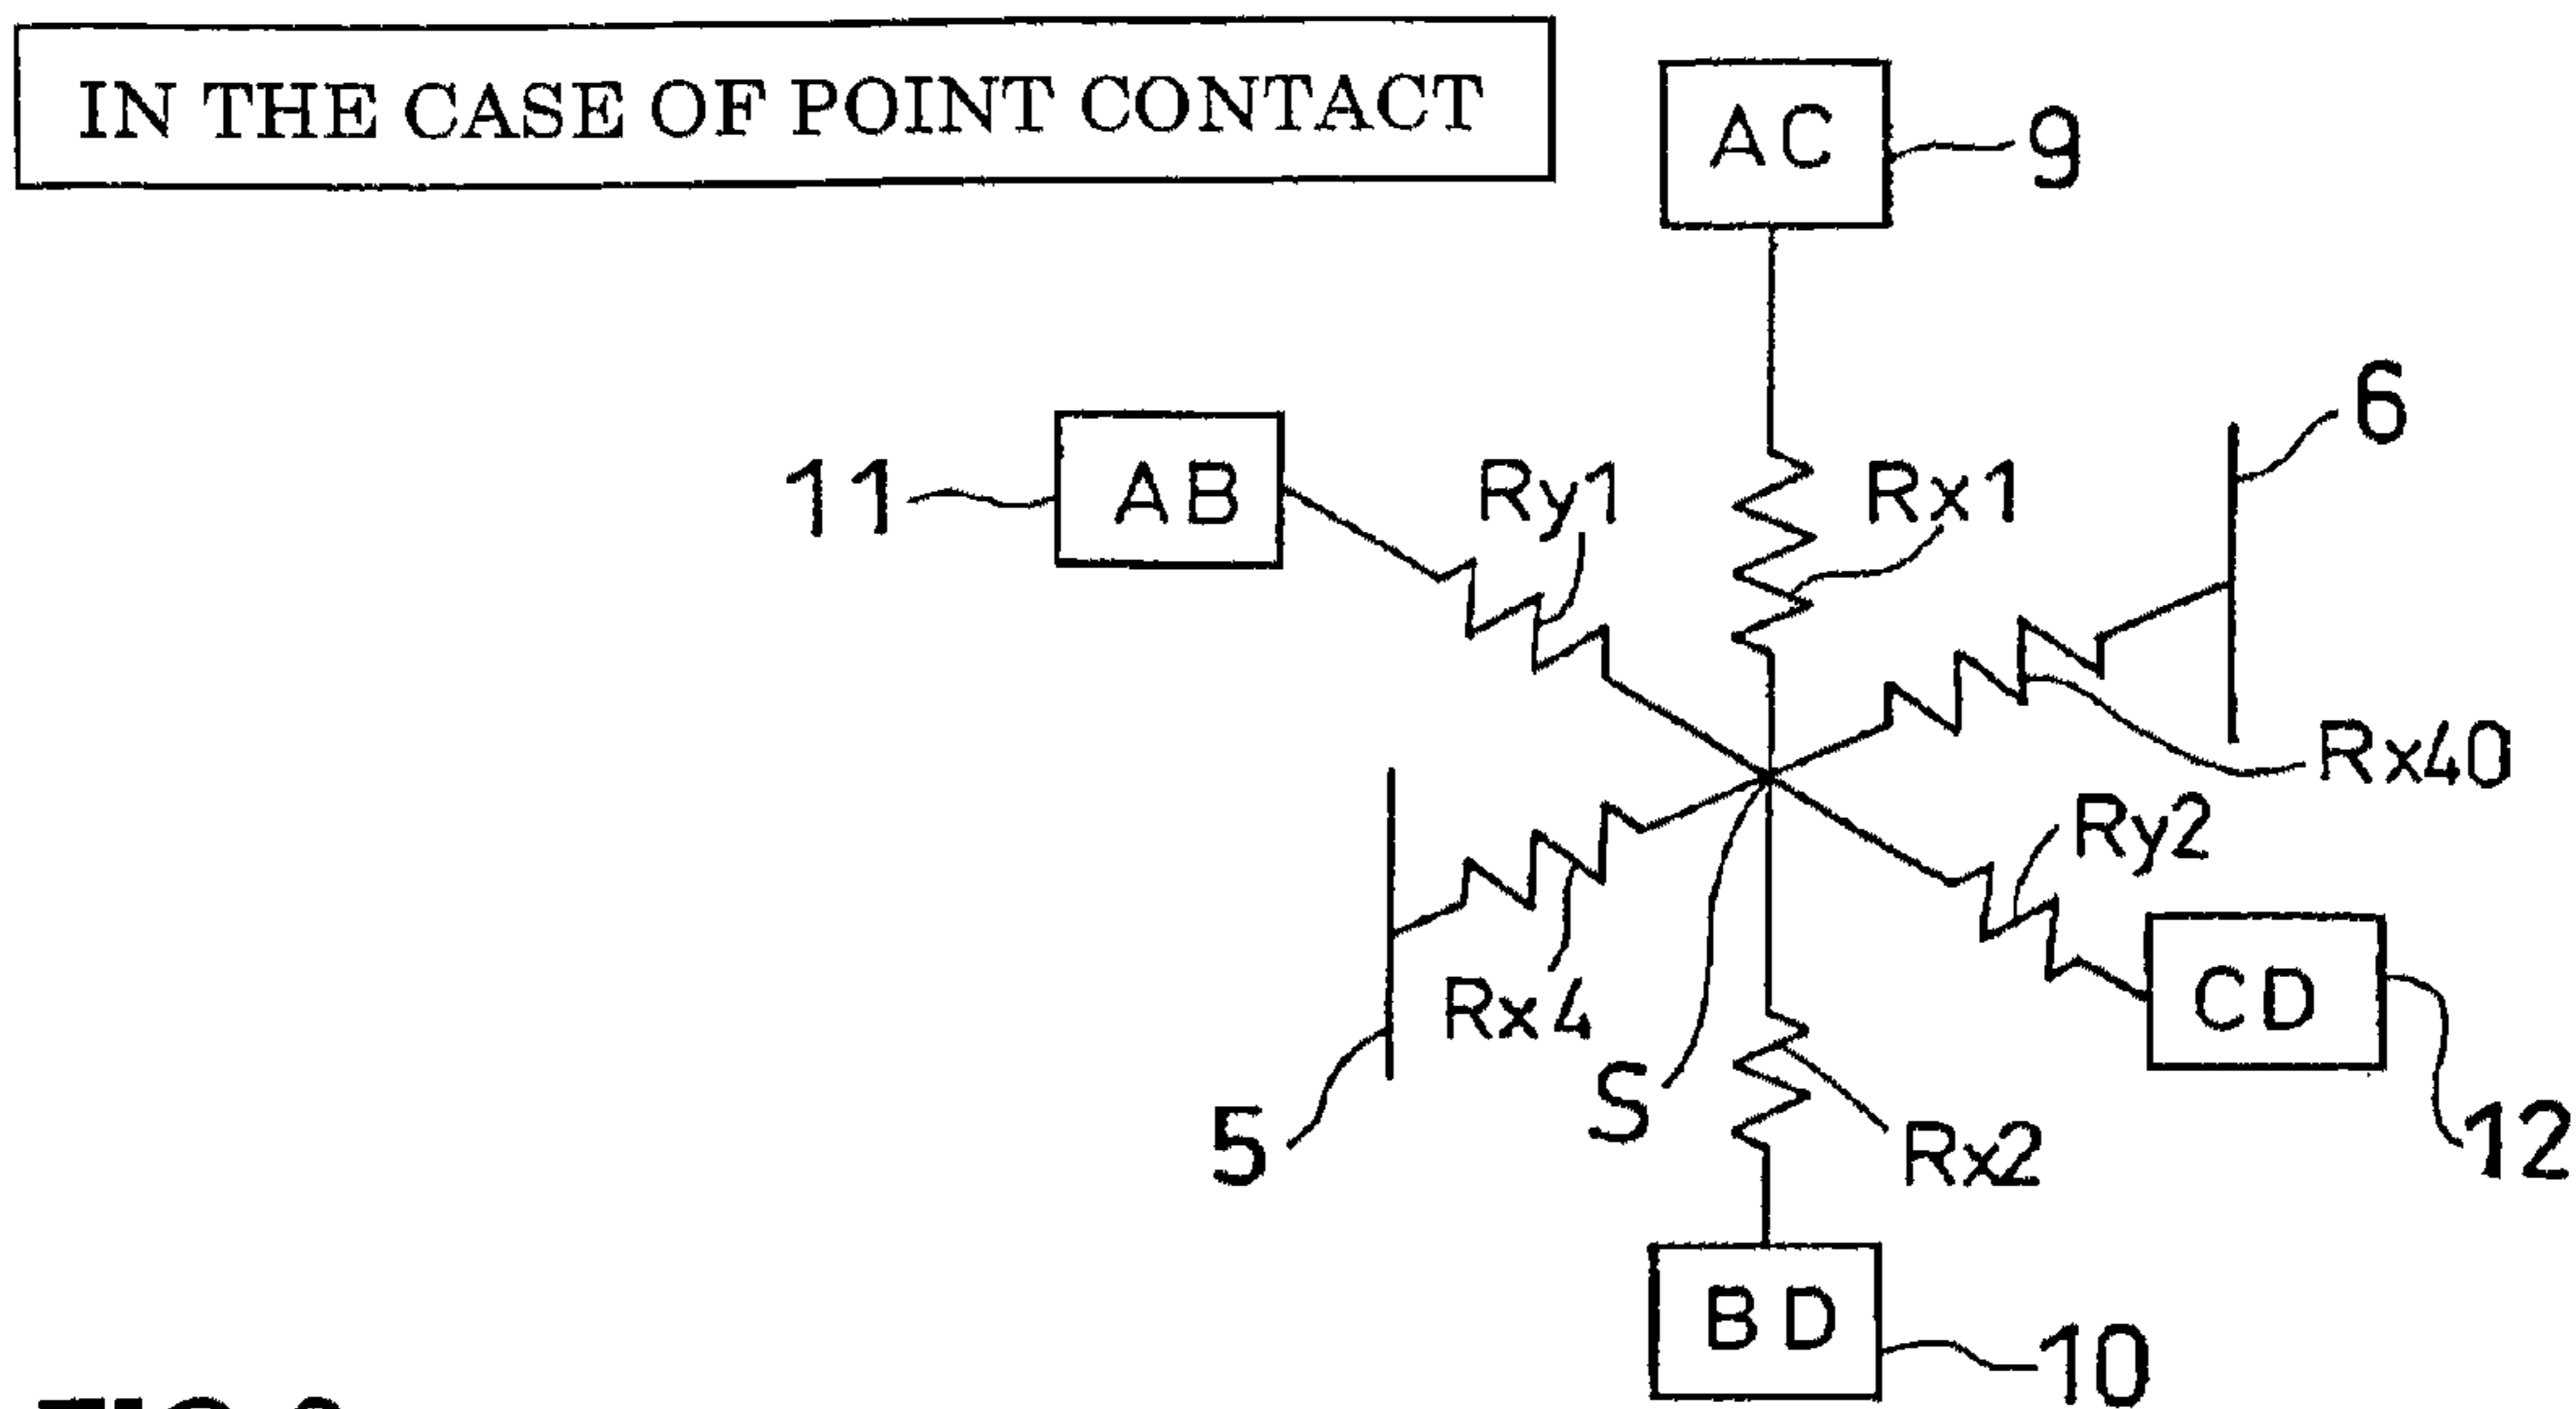 IN THE CASE OF POINT CONTACT
AC
9
6
11
AB
Ry1
Rx1
Rx40
Ry2
Rx4
CD
5
S
Rx2
12
BD
10